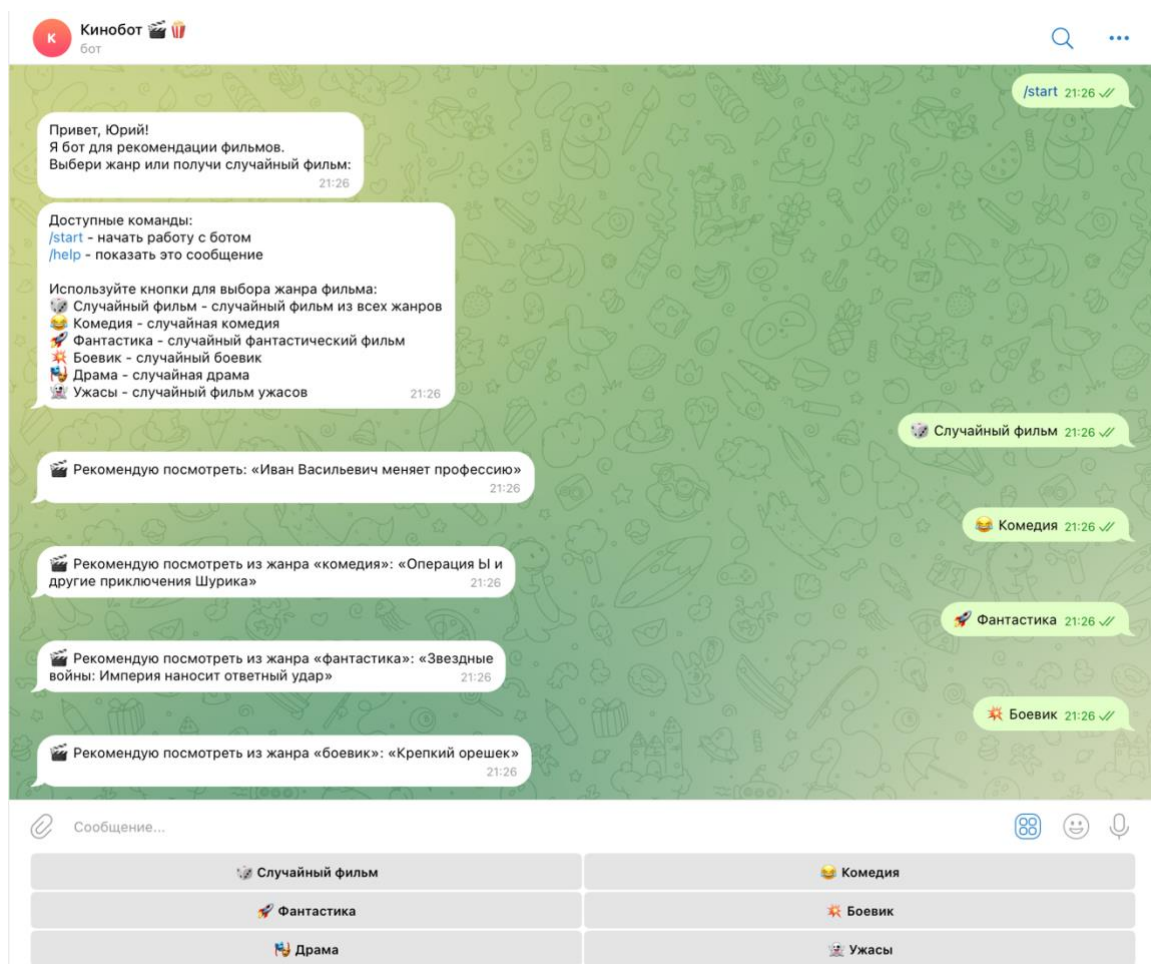 К
Кинобот 🎬🍿
бот
/start 21:26
Привет, Юрий!
Я бот для рекомендации фильмов.
Выбери жанр или получи случайный фильм:
21:26
Доступные команды:
/start - начать работу с ботом
/help - показать это сообщение
Используйте кнопки для выбора жанра фильма:
🎲 Случайный фильм - случайный фильм из всех жанров
😂 Комедия - случайная комедия
🚀 Фантастика - случайный фантастический фильм
💥 Боевик - случайный боевик
🎭 Драма - случайная драма
👻 Ужасы - случайный фильм ужасов 21:26
🎲 Случайный фильм 21:26
🎬 Рекомендую посмотреть: «Иван Васильевич меняет профессию»
21:26
😂 Комедия 21:26
🎬 Рекомендую посмотреть из жанра «комедия»: «Операция Ы и
другие приключения Шурика» 21:26
🚀 Фантастика 21:26
🎬 Рекомендую посмотреть из жанра «фантастика»: «Звездные
войны: Империя наносит ответный удар» 21:26
💥 Боевик 21:26
🎬 Рекомендую посмотреть из жанра «боевик»: «Крепкий орешек»
21:26
Сообщение...
🎲 Случайный фильм
😂 Комедия
🚀 Фантастика
💥 Боевик
🎭 Драма
👻 Ужасы